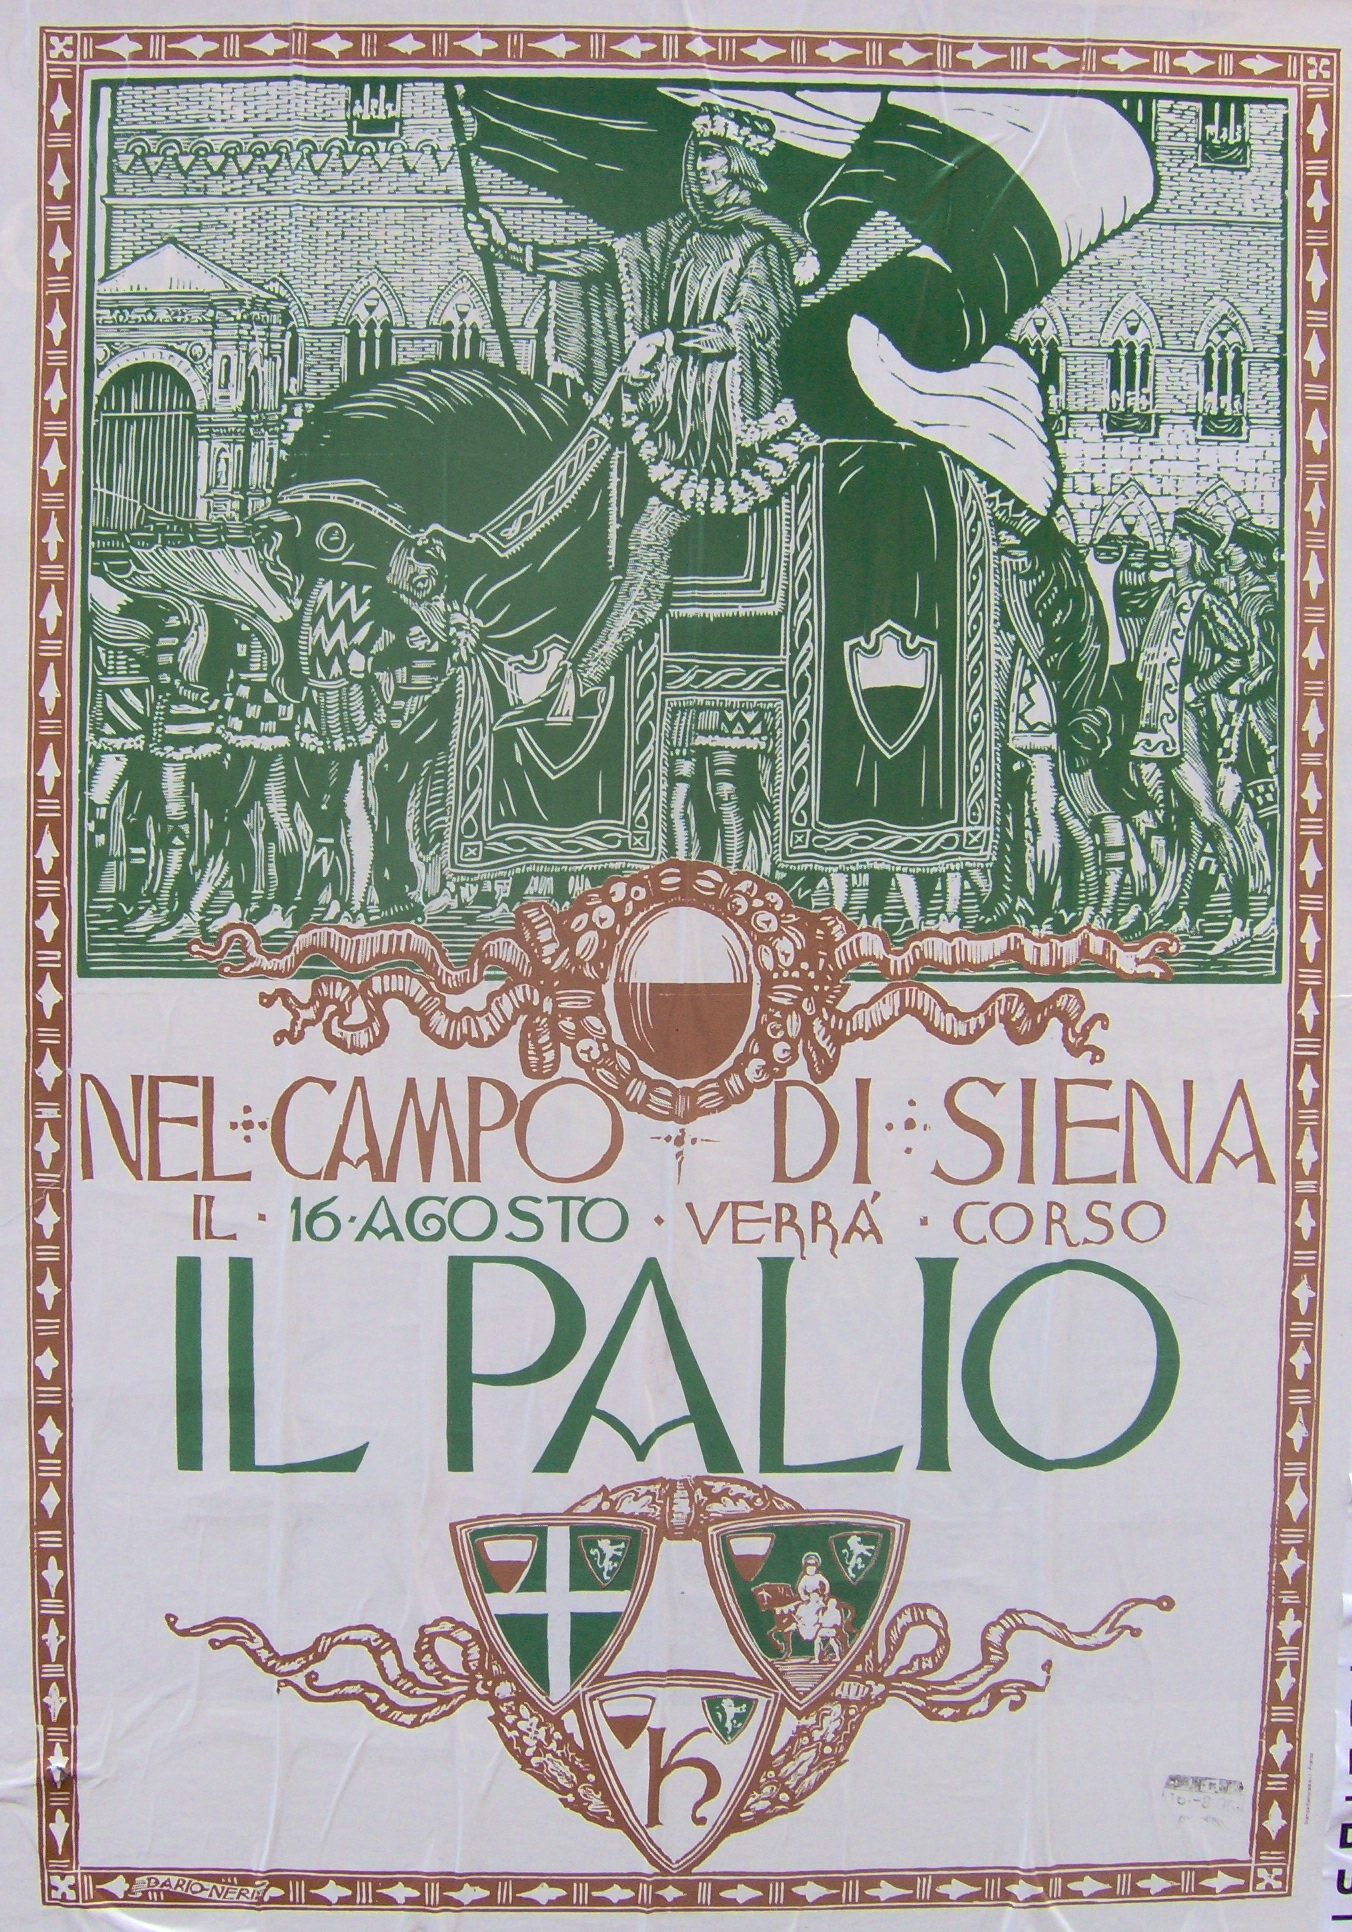 NEL CAMPO DI SIENA
IL · 16 · AGOSTO · VERRÁ · CORSO
IL PALIO
K
DARIO-NERI